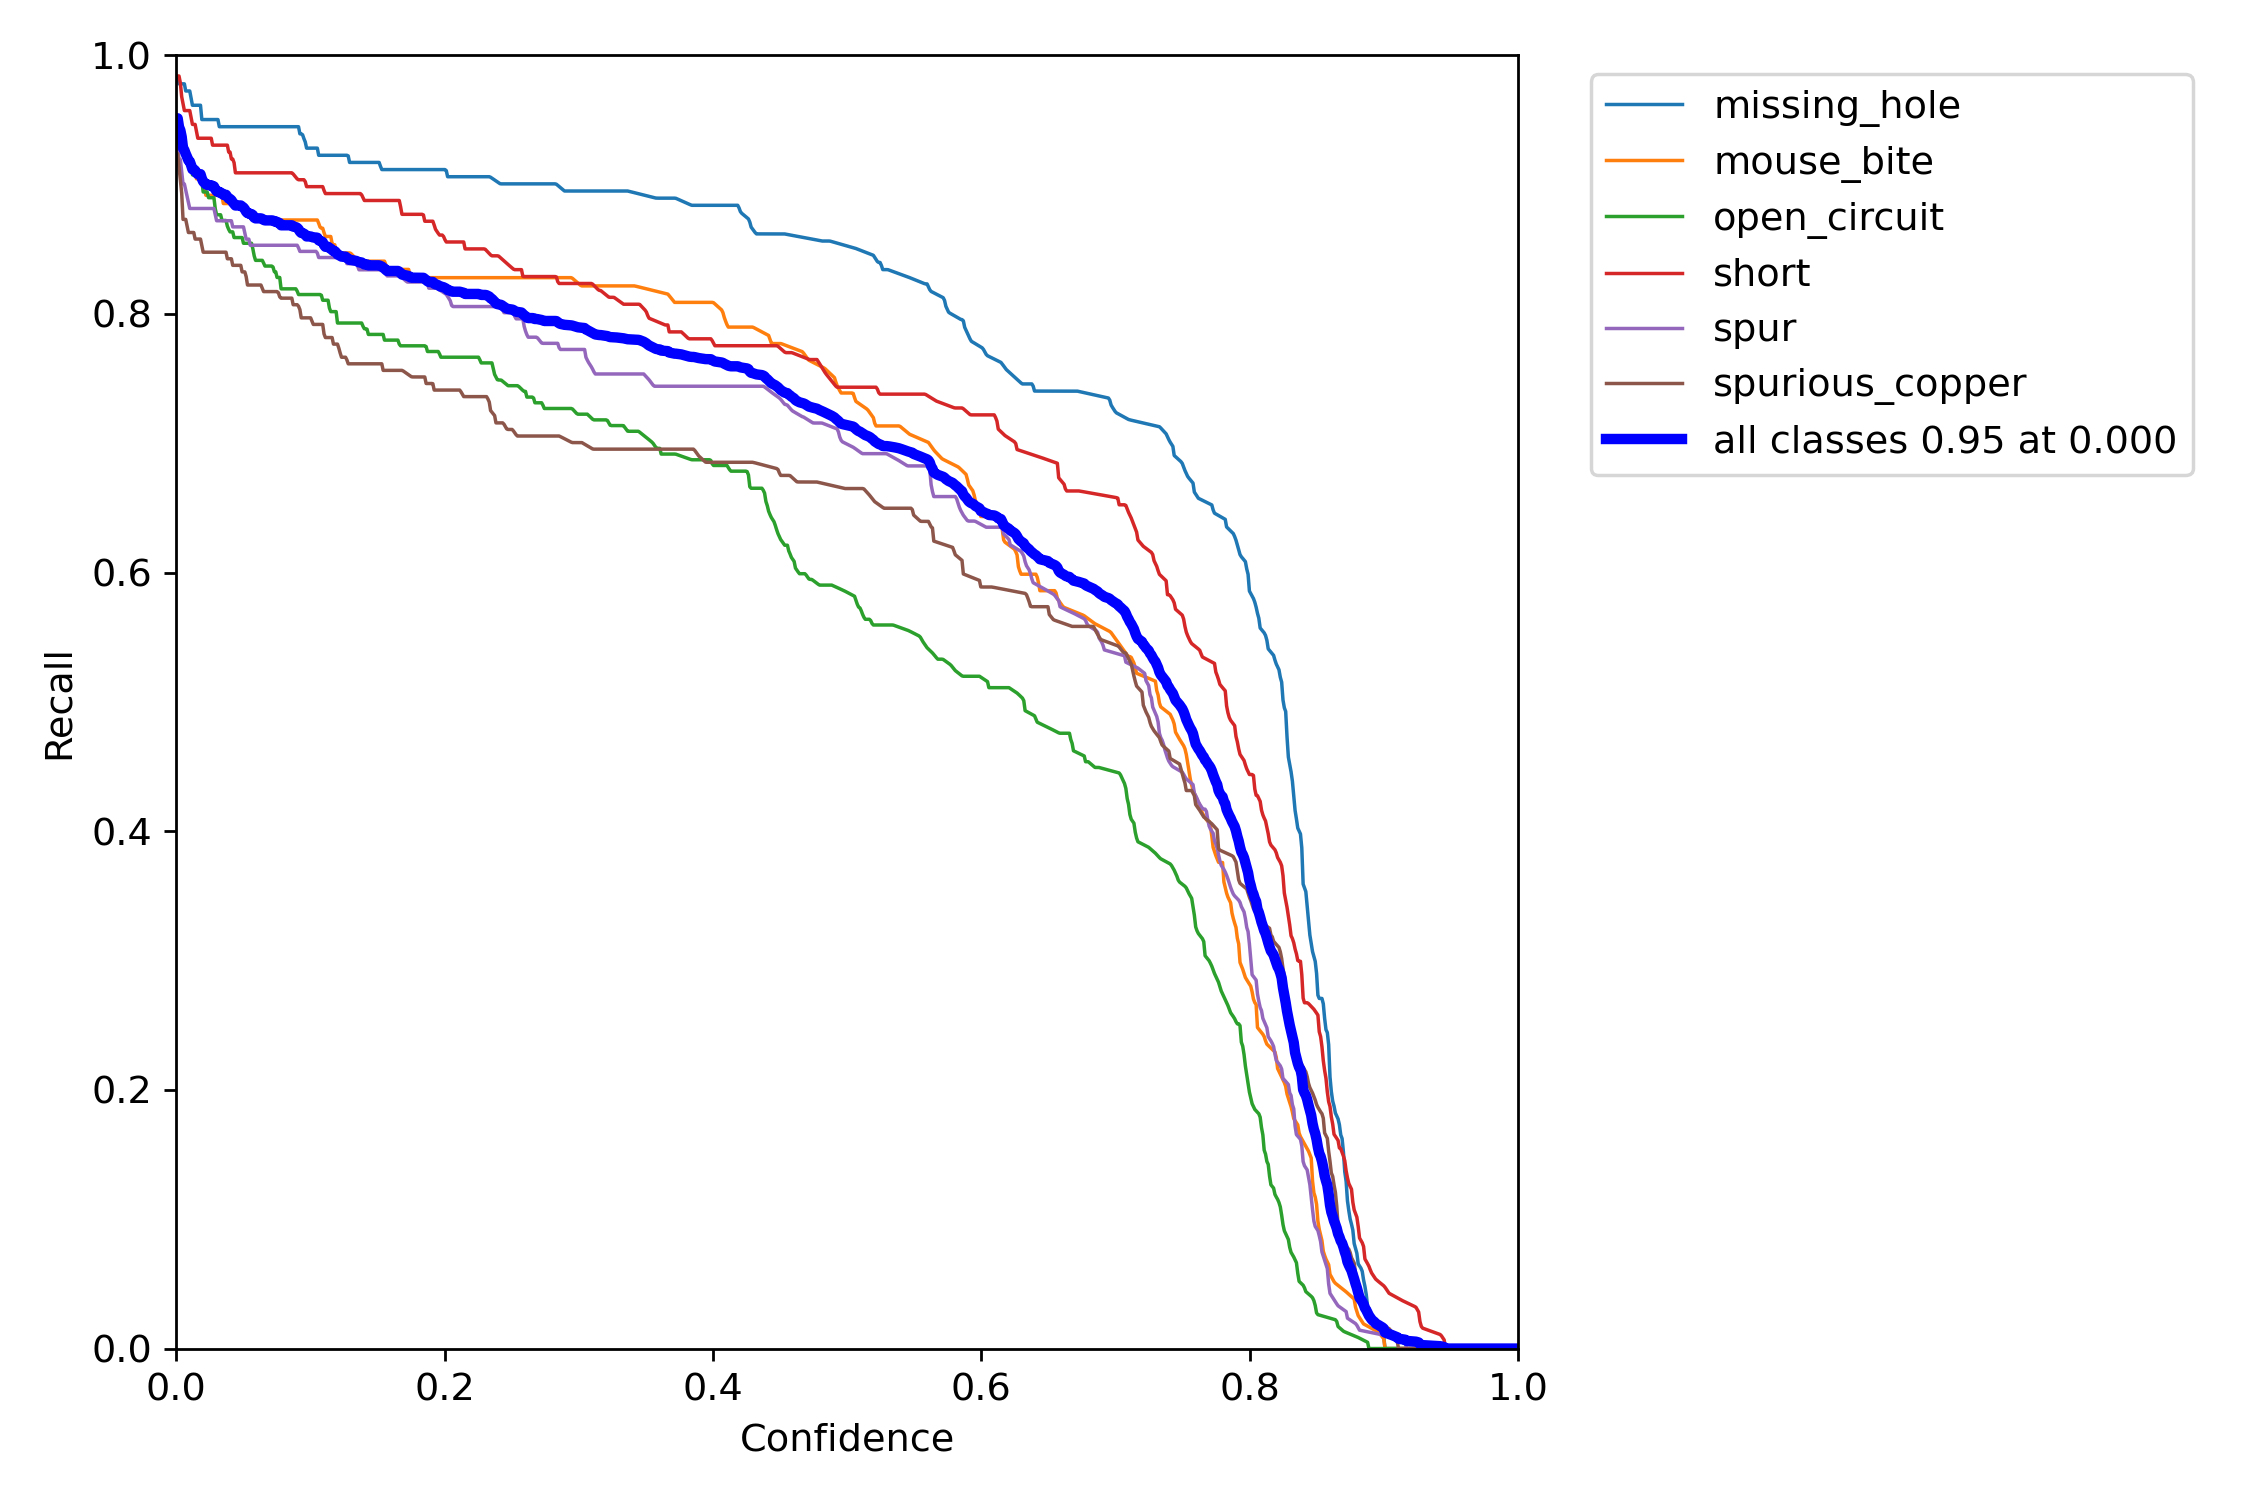 1.0
0.8
0.6
0.4
0.2
0.0
Recall
0.0 0.2 0.4 0.6 0.8 1.0
Confidence
missing_hole
mouse_bite
open_circuit
short
spur
spurious_copper
all classes 0.95 at 0.000